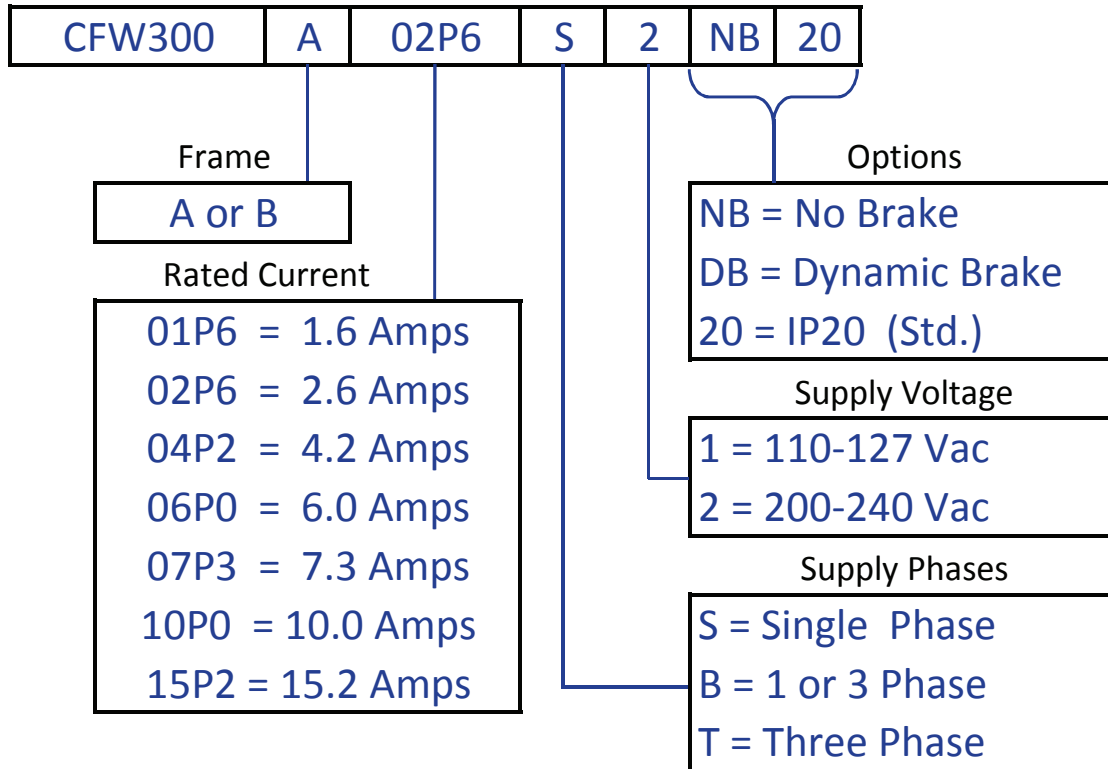 CFW300 A 02P6 S 2 NB 20
Frame
A or B
Rated Current
01P6 = 1.6 Amps
02P6 = 2.6 Amps
04P2 = 4.2 Amps
06P0 = 6.0 Amps
07P3 = 7.3 Amps
10P0 = 10.0 Amps
15P2 = 15.2 Amps
Options
NB = No Brake
DB = Dynamic Brake
20 = IP20 (Std.)
Supply Voltage
1 = 110-127 Vac
2 = 200-240 Vac
Supply Phases
S = Single Phase
B = 1 or 3 Phase
T = Three Phase